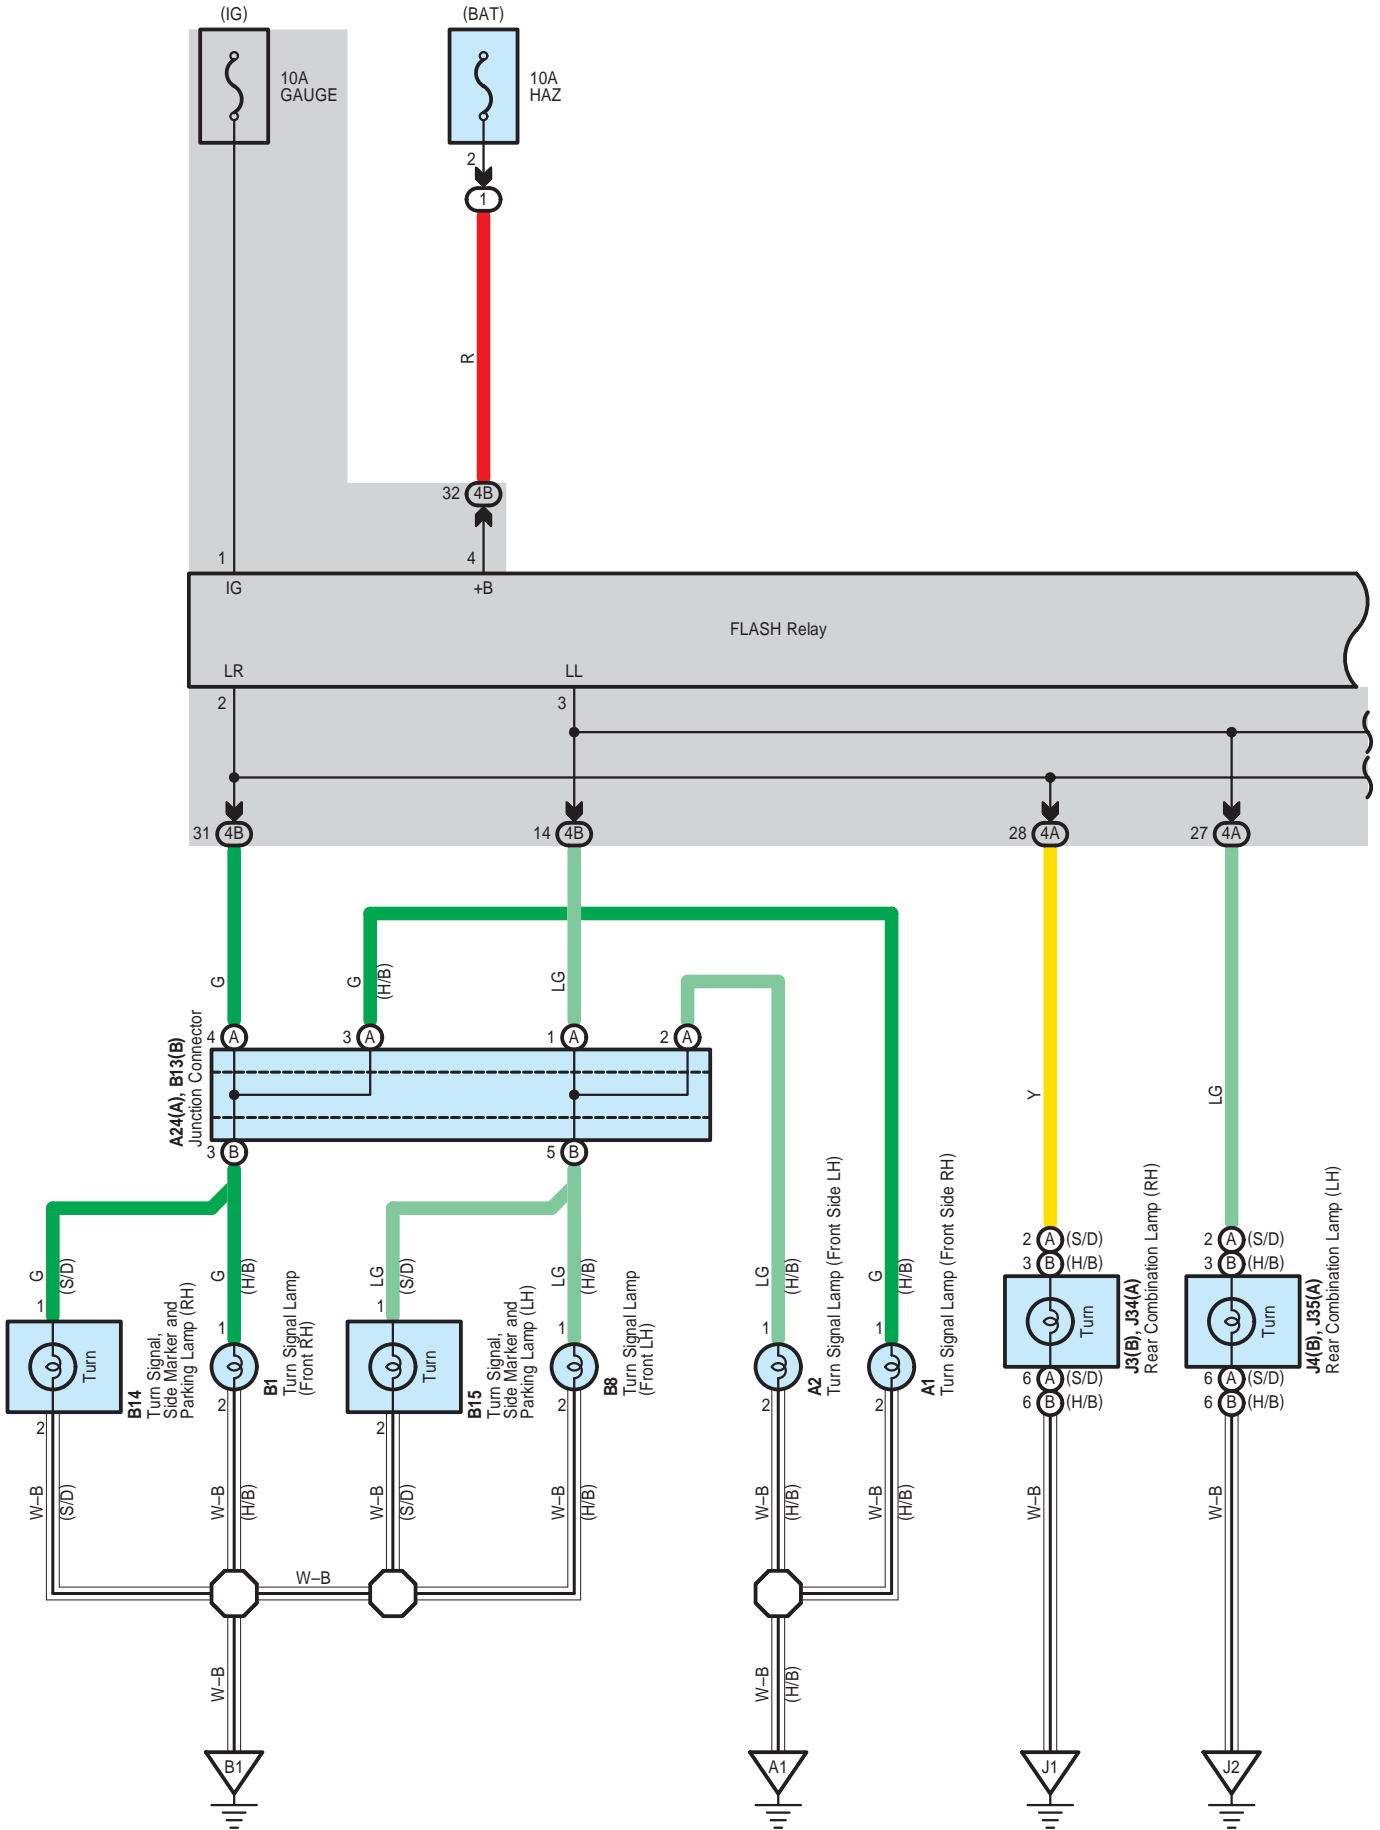 (IG)
(BAT)
10A
GAUGE
10A
HAZ
2
1
R
32
4B
1
4
IG
+B
FLASH Relay
LR
LL
2
3
31
4B
14
4B
28
4A
27
4A
G
G
(H/B)
LG
A24(A), B13(B)
Junction Connector
4
A
3
A
1
A
2
A
Y
LG
3
B
5
B
G
(S/D)
G
(H/B)
LG
(S/D)
LG
(H/B)
LG
(H/B)
G
(H/B)
2
A
(S/D)
3
B
(H/B)
2
A
(S/D)
3
B
(H/B)
1
1
1
1
1
1
Turn
B14
Turn Signal,
Side Marker and
Parking Lamp (RH)
B1
Turn Signal Lamp
(Front RH)
Turn
B15
Turn Signal,
Side Marker and
Parking Lamp (LH)
B8
Turn Signal Lamp
(Front LH)
A2
Turn Signal Lamp (Front Side LH)
A1
Turn Signal Lamp (Front Side RH)
Turn
J3(B), J34(A)
Rear Combination Lamp (RH)
Turn
J4(B), J35(A)
Rear Combination Lamp (LH)
2
2
2
2
2
2
6
A
(S/D)
6
B
(H/B)
6
A
(S/D)
6
B
(H/B)
W–B
(S/D)
W–B
(H/B)
W–B
(S/D)
W–B
(H/B)
W–B
(H/B)
W–B
(H/B)
W–B
W–B
W–B
W–B
W–B
(H/B)
B1
A1
J1
J2